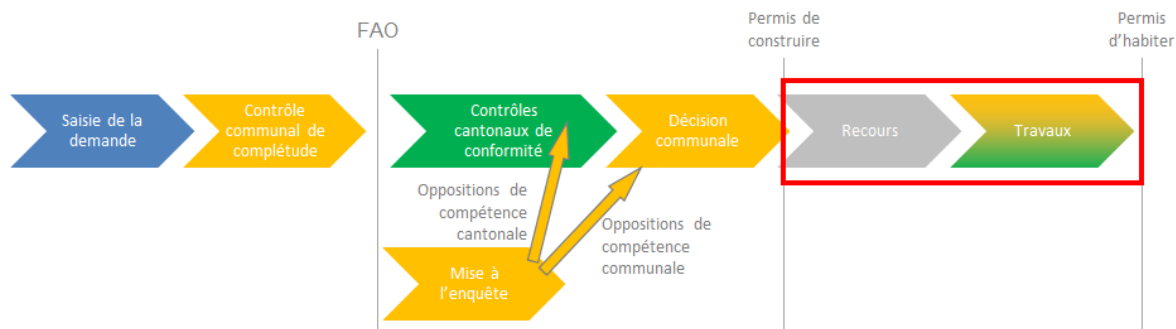 FAO
Permis de
construire
Permis
d'habiter
Saisie de la
demande
Contrôle
communal de
complétude
Contrôles
cantonaux de
conformité
Décision
communale
Recours
Travaux
Oppositions de
compétence
cantonale
Oppositions de
compétence
communale
Mise à
l'enquête